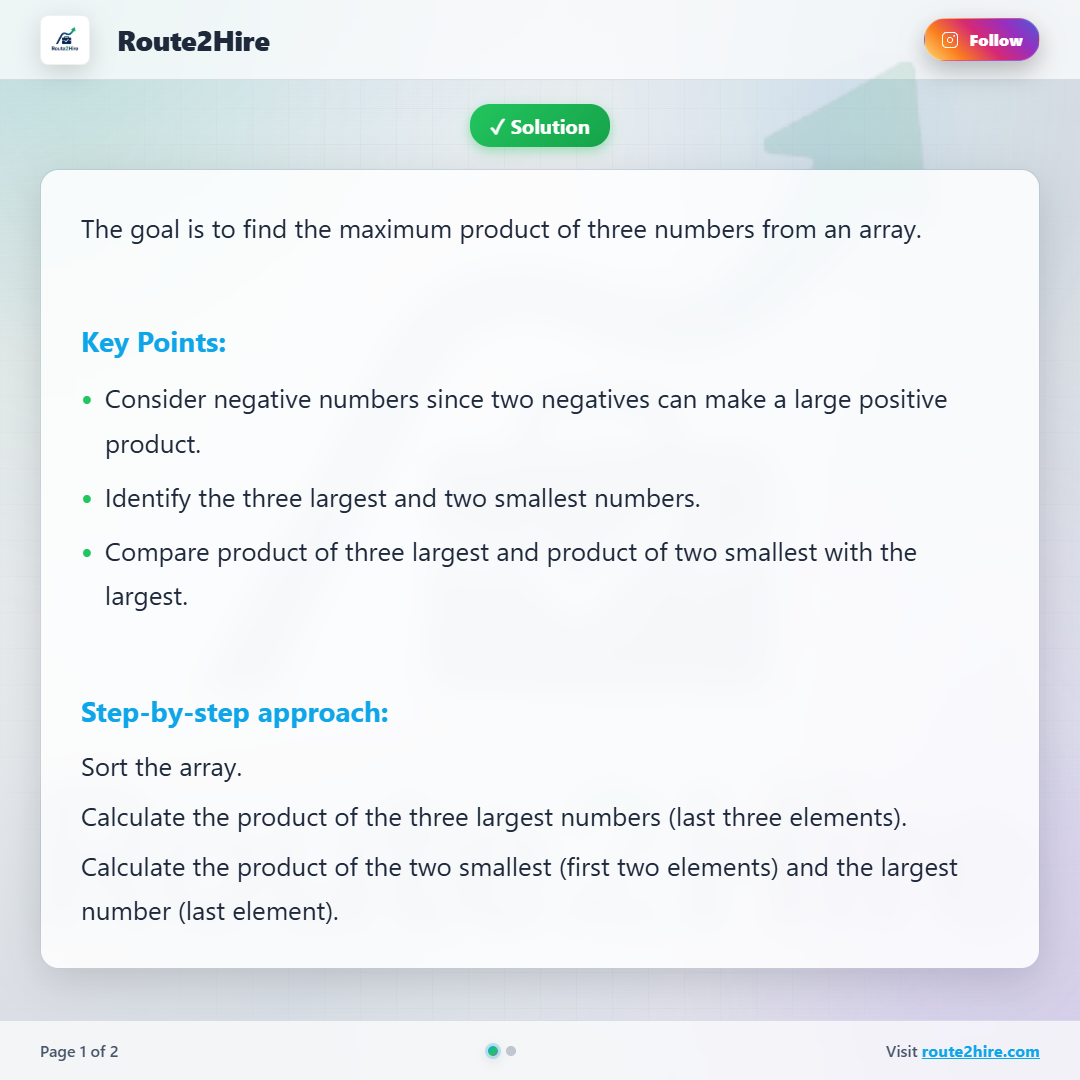 Route2Hire
Route2Hire
Follow
✓ Solution
The goal is to find the maximum product of three numbers from an array.
Key Points:
• Consider negative numbers since two negatives can make a large positive
product.
• Identify the three largest and two smallest numbers.
• Compare product of three largest and product of two smallest with the
largest.
Step-by-step approach:
Sort the array.
Calculate the product of the three largest numbers (last three elements).
Calculate the product of the two smallest (first two elements) and the largest
number (last element).
Page 1 of 2
Visit route2hire.com